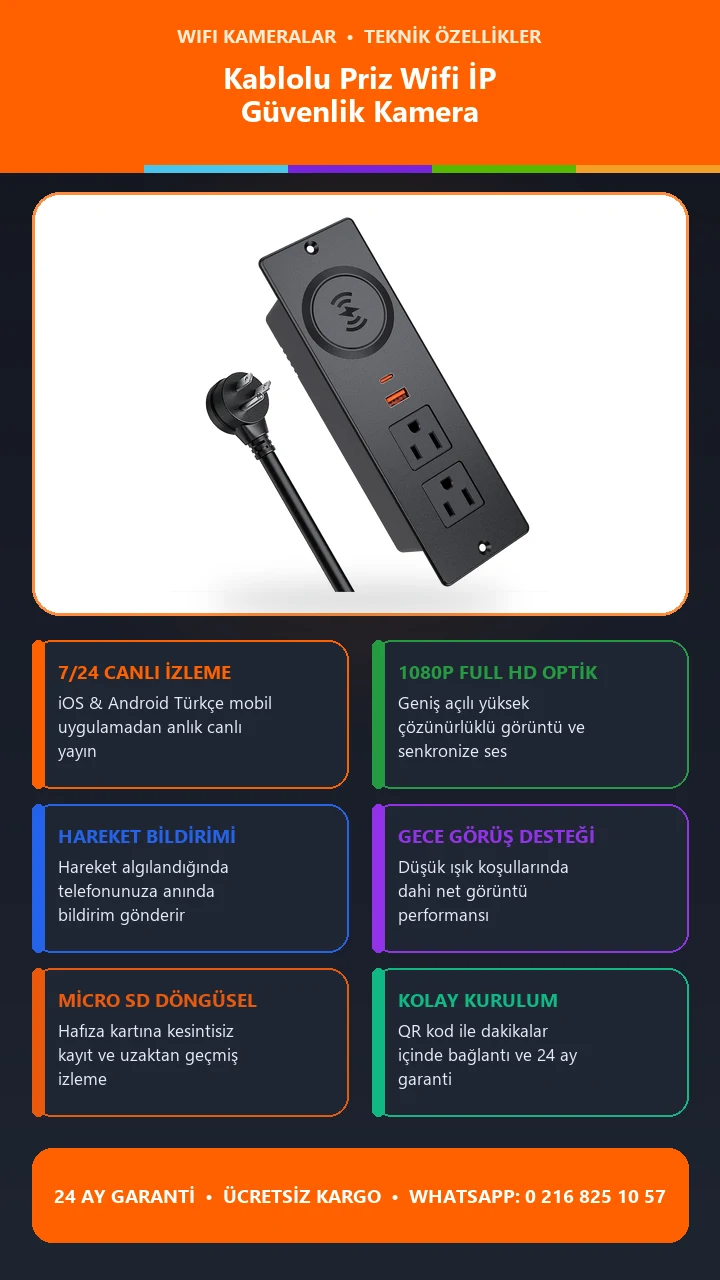 WIFI KAMERALAR • TEKNİK ÖZELLİKLER
Kablolu Priz Wifi İP
Güvenlik Kamera
7/24 CANLI İZLEME
iOS & Android Türkçe mobil
uygulamadan anlık canlı
yayın
1080P FULL HD OPTİK
Geniş açılı yüksek
çözünürlüklü görüntü ve
senkronize ses
HAREKET BİLDİRİMİ
Hareket algılandığında
telefonunuza anında
bildirim gönderir
GECE GÖRÜŞ DESTEĞİ
Düşük ışık koşullarında
dahi net görüntü
performansı
MİCRO SD DÖNGÜSEL
Hafıza kartına kesintisiz
kayıt ve uzaktan geçmiş
izleme
KOLAY KURULUM
QR kod ile dakikalar
içinde bağlantı ve 24 ay
garanti
24 AY GARANTİ • ÜCRETSİZ KARGO • WHATSAPP: 0 216 825 10 57